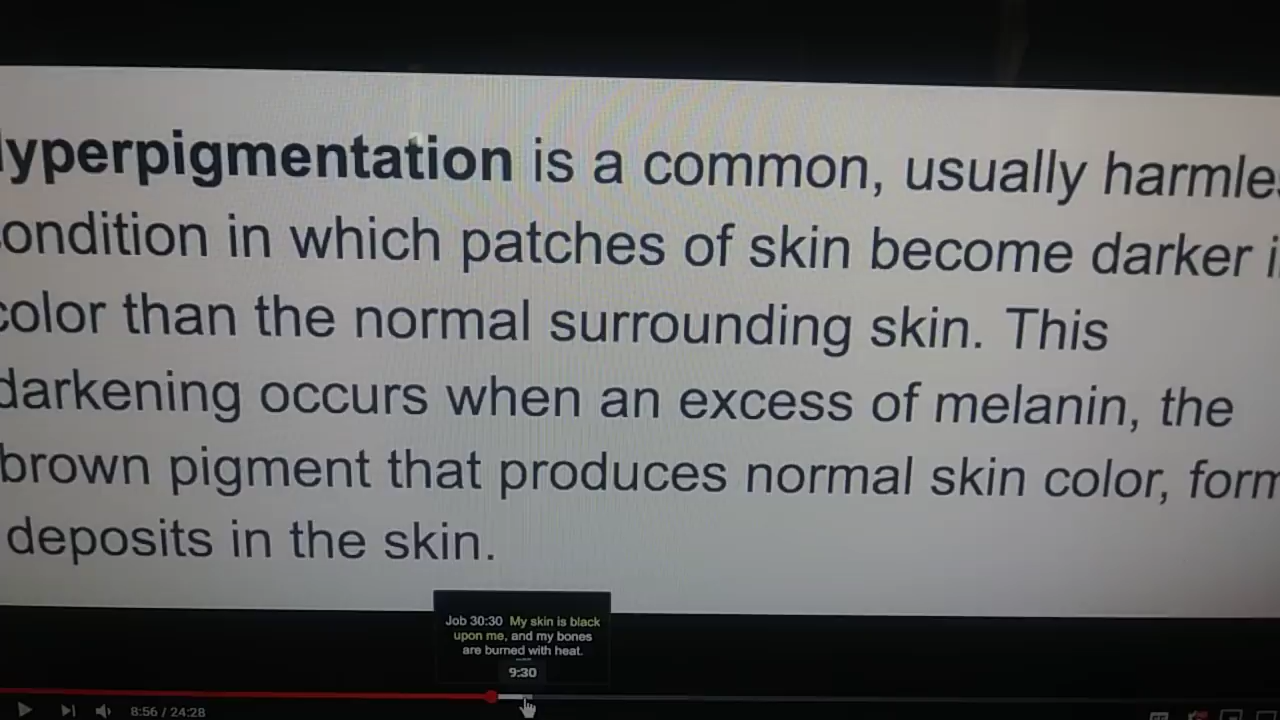 yperpigmentation is a common, usually harmle
ondition in which patches of skin become darker i
color than the normal surrounding skin. This
darkening occurs when an excess of melanin, the
brown pigment that produces normal skin color, form
deposits in the skin.
Job 30:30 My skin is black
upon me, and my bones
are burned with heat.
9:30
8:56 / 24:28